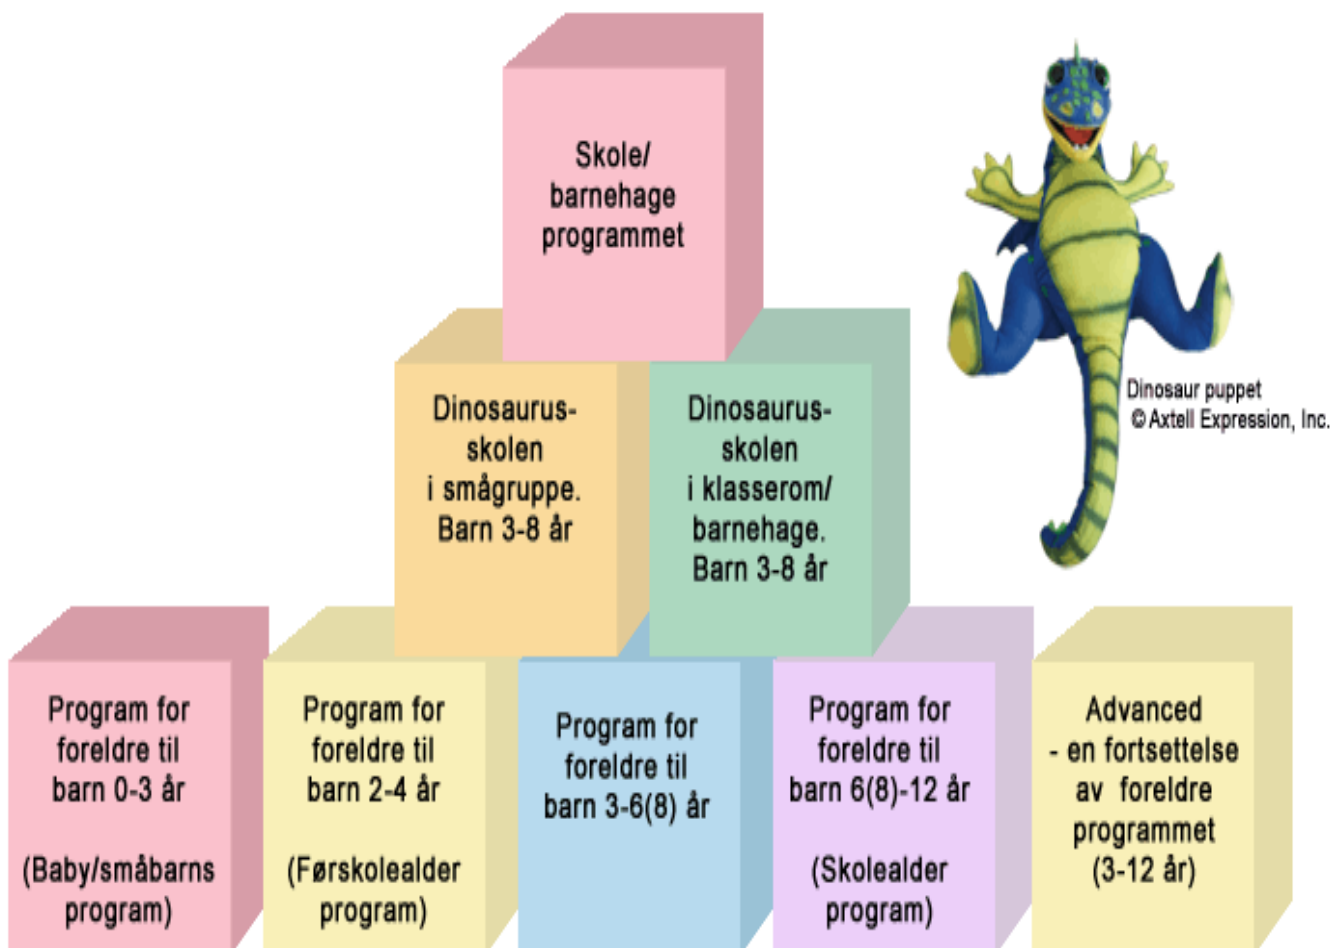 Skole/
barnehage
programmet
Dinosaurus-
skolen
i smågruppe.
Barn 3-8 år
Dinosaurus-
skolen
i klasserom/
barnehage.
Barn 3-8 år
Dinosaur puppet
© Axtell Expression, Inc.
Program for
foreldre til
barn 0-3 år
(Baby/småbarns
program)
Program for
foreldre til
barn 2-4 år
(Førskolealder
program)
Program for
foreldre til
barn 3-6(8) år
Program for
foreldre til
barn 6(8)-12 år
(Skolealder
program)
Advanced
- en fortsettelse
av foreldre
programmet
(3-12 år)